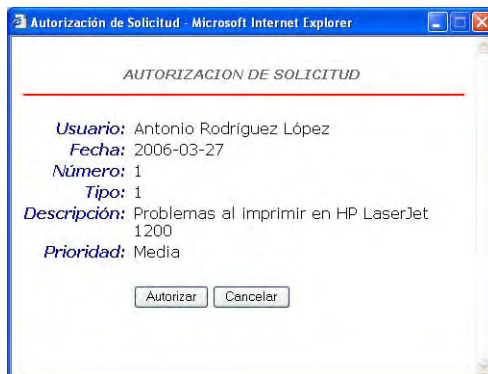 Autorización de Solicitud - Microsoft Internet Explorer
AUTORIZACION DE SOLICITUD
Usuario: Antonio Rodríguez López
Fecha: 2006-03-27
Número: 1
Tipo: 1
Descripción: Problemas al imprimir en HP LaserJet
1200
Prioridad: Media
Autorizar Cancelar